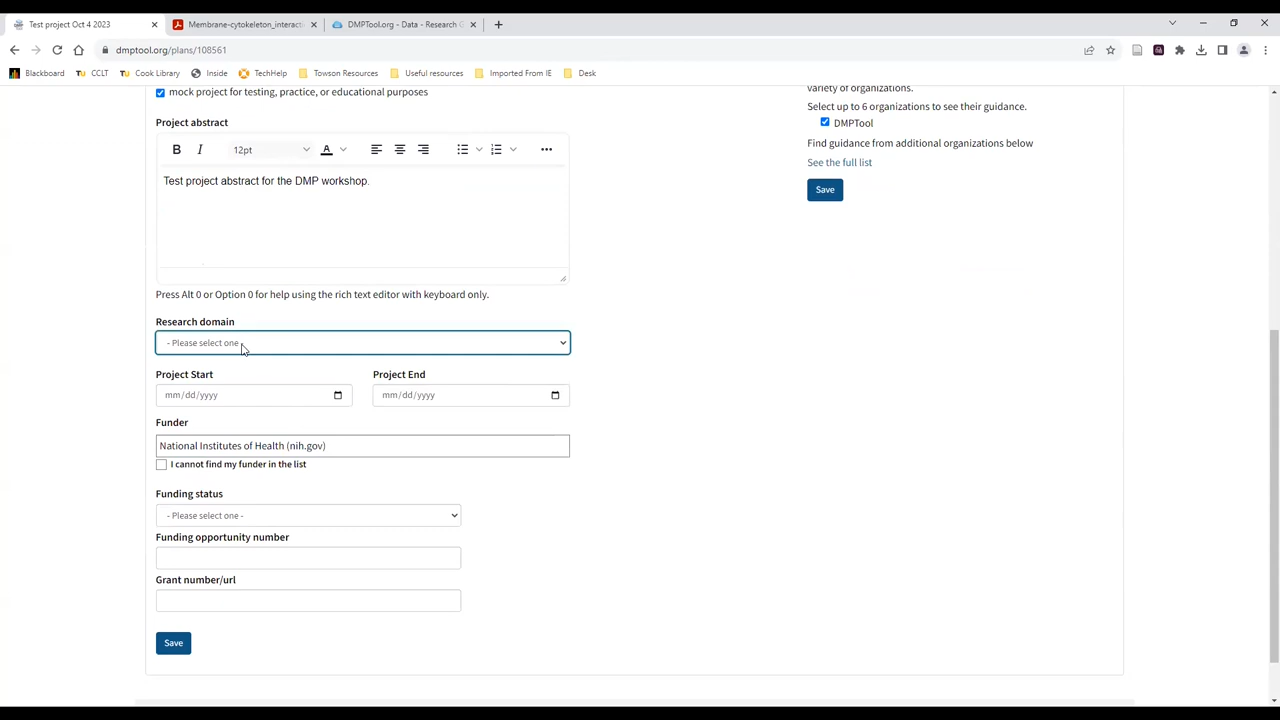 Test project Oct 4 2023
Membrane-cytokeleton_interacti
DMPTool.org - Data - Research G
dmptool.org/plans/108561
Blackboard
TU CCLT
TU Cook Library
Inside
TechHelp
Towson Resources
Useful resources
Imported From IE
Desk
mock project for testing, practice, or educational purposes
Project abstract
B I 12pt A
Test project abstract for the DMP workshop.
Press Alt 0 or Option 0 for help using the rich text editor with keyboard only.
Research domain
- Please select one -
Project Start Project End
mm/dd/yyyy mm/dd/yyyy
Funder
National Institutes of Health (nih.gov)
I cannot find my funder in the list
Funding status
- Please select one -
Funding opportunity number
Grant number/url
Save
variety of organizations.
Select up to 6 organizations to see their guidance.
DMPTool
Find guidance from additional organizations below
See the full list
Save